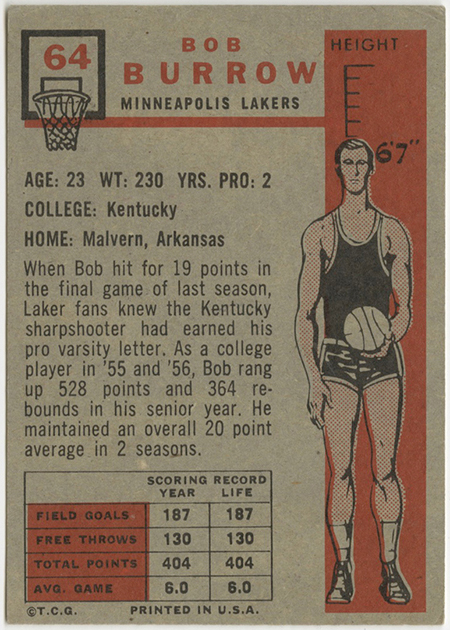 64
BOB
BURROW
MINNEAPOLIS LAKERS
HEIGHT
6'7"
AGE: 23 WT: 230 YRS. PRO: 2
COLLEGE: Kentucky
HOME: Malvern, Arkansas
When Bob hit for 19 points in
the final game of last season,
Laker fans knew the Kentucky
sharpshooter had earned his
pro varsity letter. As a college
player in '55 and '56, Bob rang
up 528 points and 364 re-
bounds in his senior year. He
maintained an overall 20 point
average in 2 seasons.
SCORING RECORD
YEAR LIFE
FIELD GOALS 187 187
FREE THROWS 130 130
TOTAL POINTS 404 404
AVG. GAME 6.0 6.0
©T.C.G. PRINTED IN U.S.A.